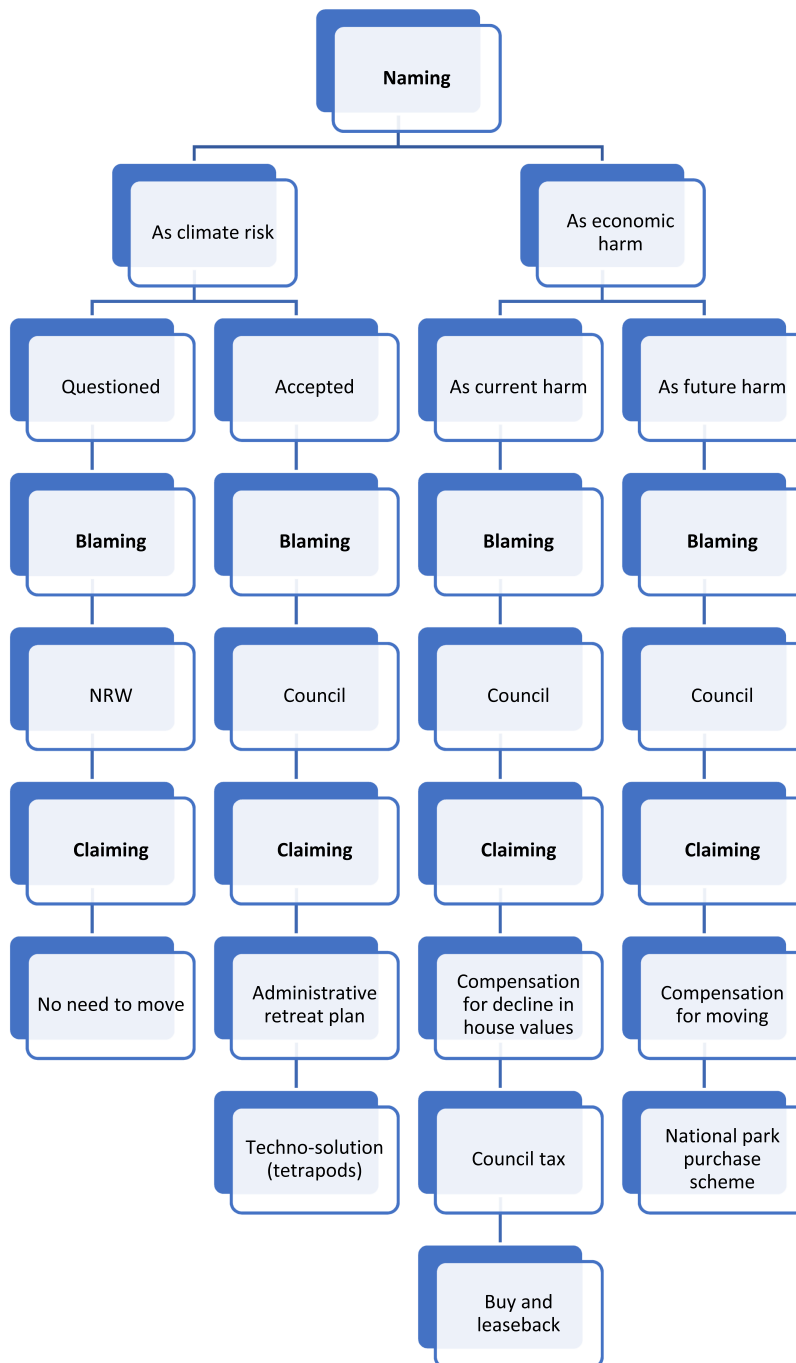 Naming
As climate risk
As economic
harm
Questioned
Accepted
As current harm
As future harm
Blaming
Blaming
Blaming
Blaming
NRW
Council
Council
Council
Claiming
Claiming
Claiming
Claiming
No need to move
Administrative
retreat plan
Compensation
for decline in
house values
Compensation
for moving
Techno-solution
(tetrapods)
Council tax
National park
purchase
scheme
Buy and
leaseback